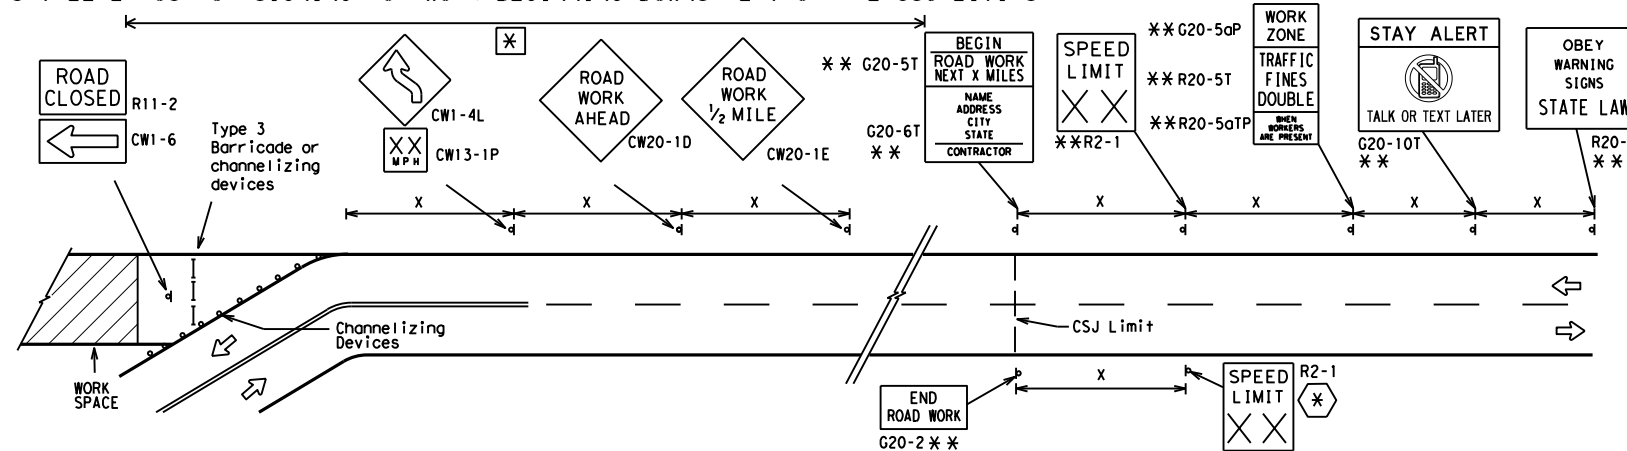 ROAD
CLOSED
R11-2
CW1-6
Type 3
Barricade or
channelizing
devices
CW1-4L
XX
MPH
CW13-1P
*
ROAD
WORK
AHEAD
CW20-1D
ROAD
WORK
1/2 MILE
CW20-1E
** G20-5T
BEGIN
ROAD WORK
NEXT X MILES
NAME
ADDRESS
CITY
STATE
CONTRACTOR
G20-6T
**
SPEED
LIMIT
XX
**R2-1
**G20-5aP
WORK
ZONE
**R20-5T
TRAFFIC
FINES
DOUBLE
**R20-5aTP
WHEN
WORKERS
ARE PRESENT
STAY ALERT
TALK OR TEXT LATER
G20-10T
**
OBEY
WARNING
SIGNS
STATE LAW
R20-
**
X
X
X
X
X
X
X
Channelizing
Devices
CSJ Limit
WORK
SPACE
END
ROAD WORK
G20-2 **
X
SPEED
LIMIT
XX
R2-1
*